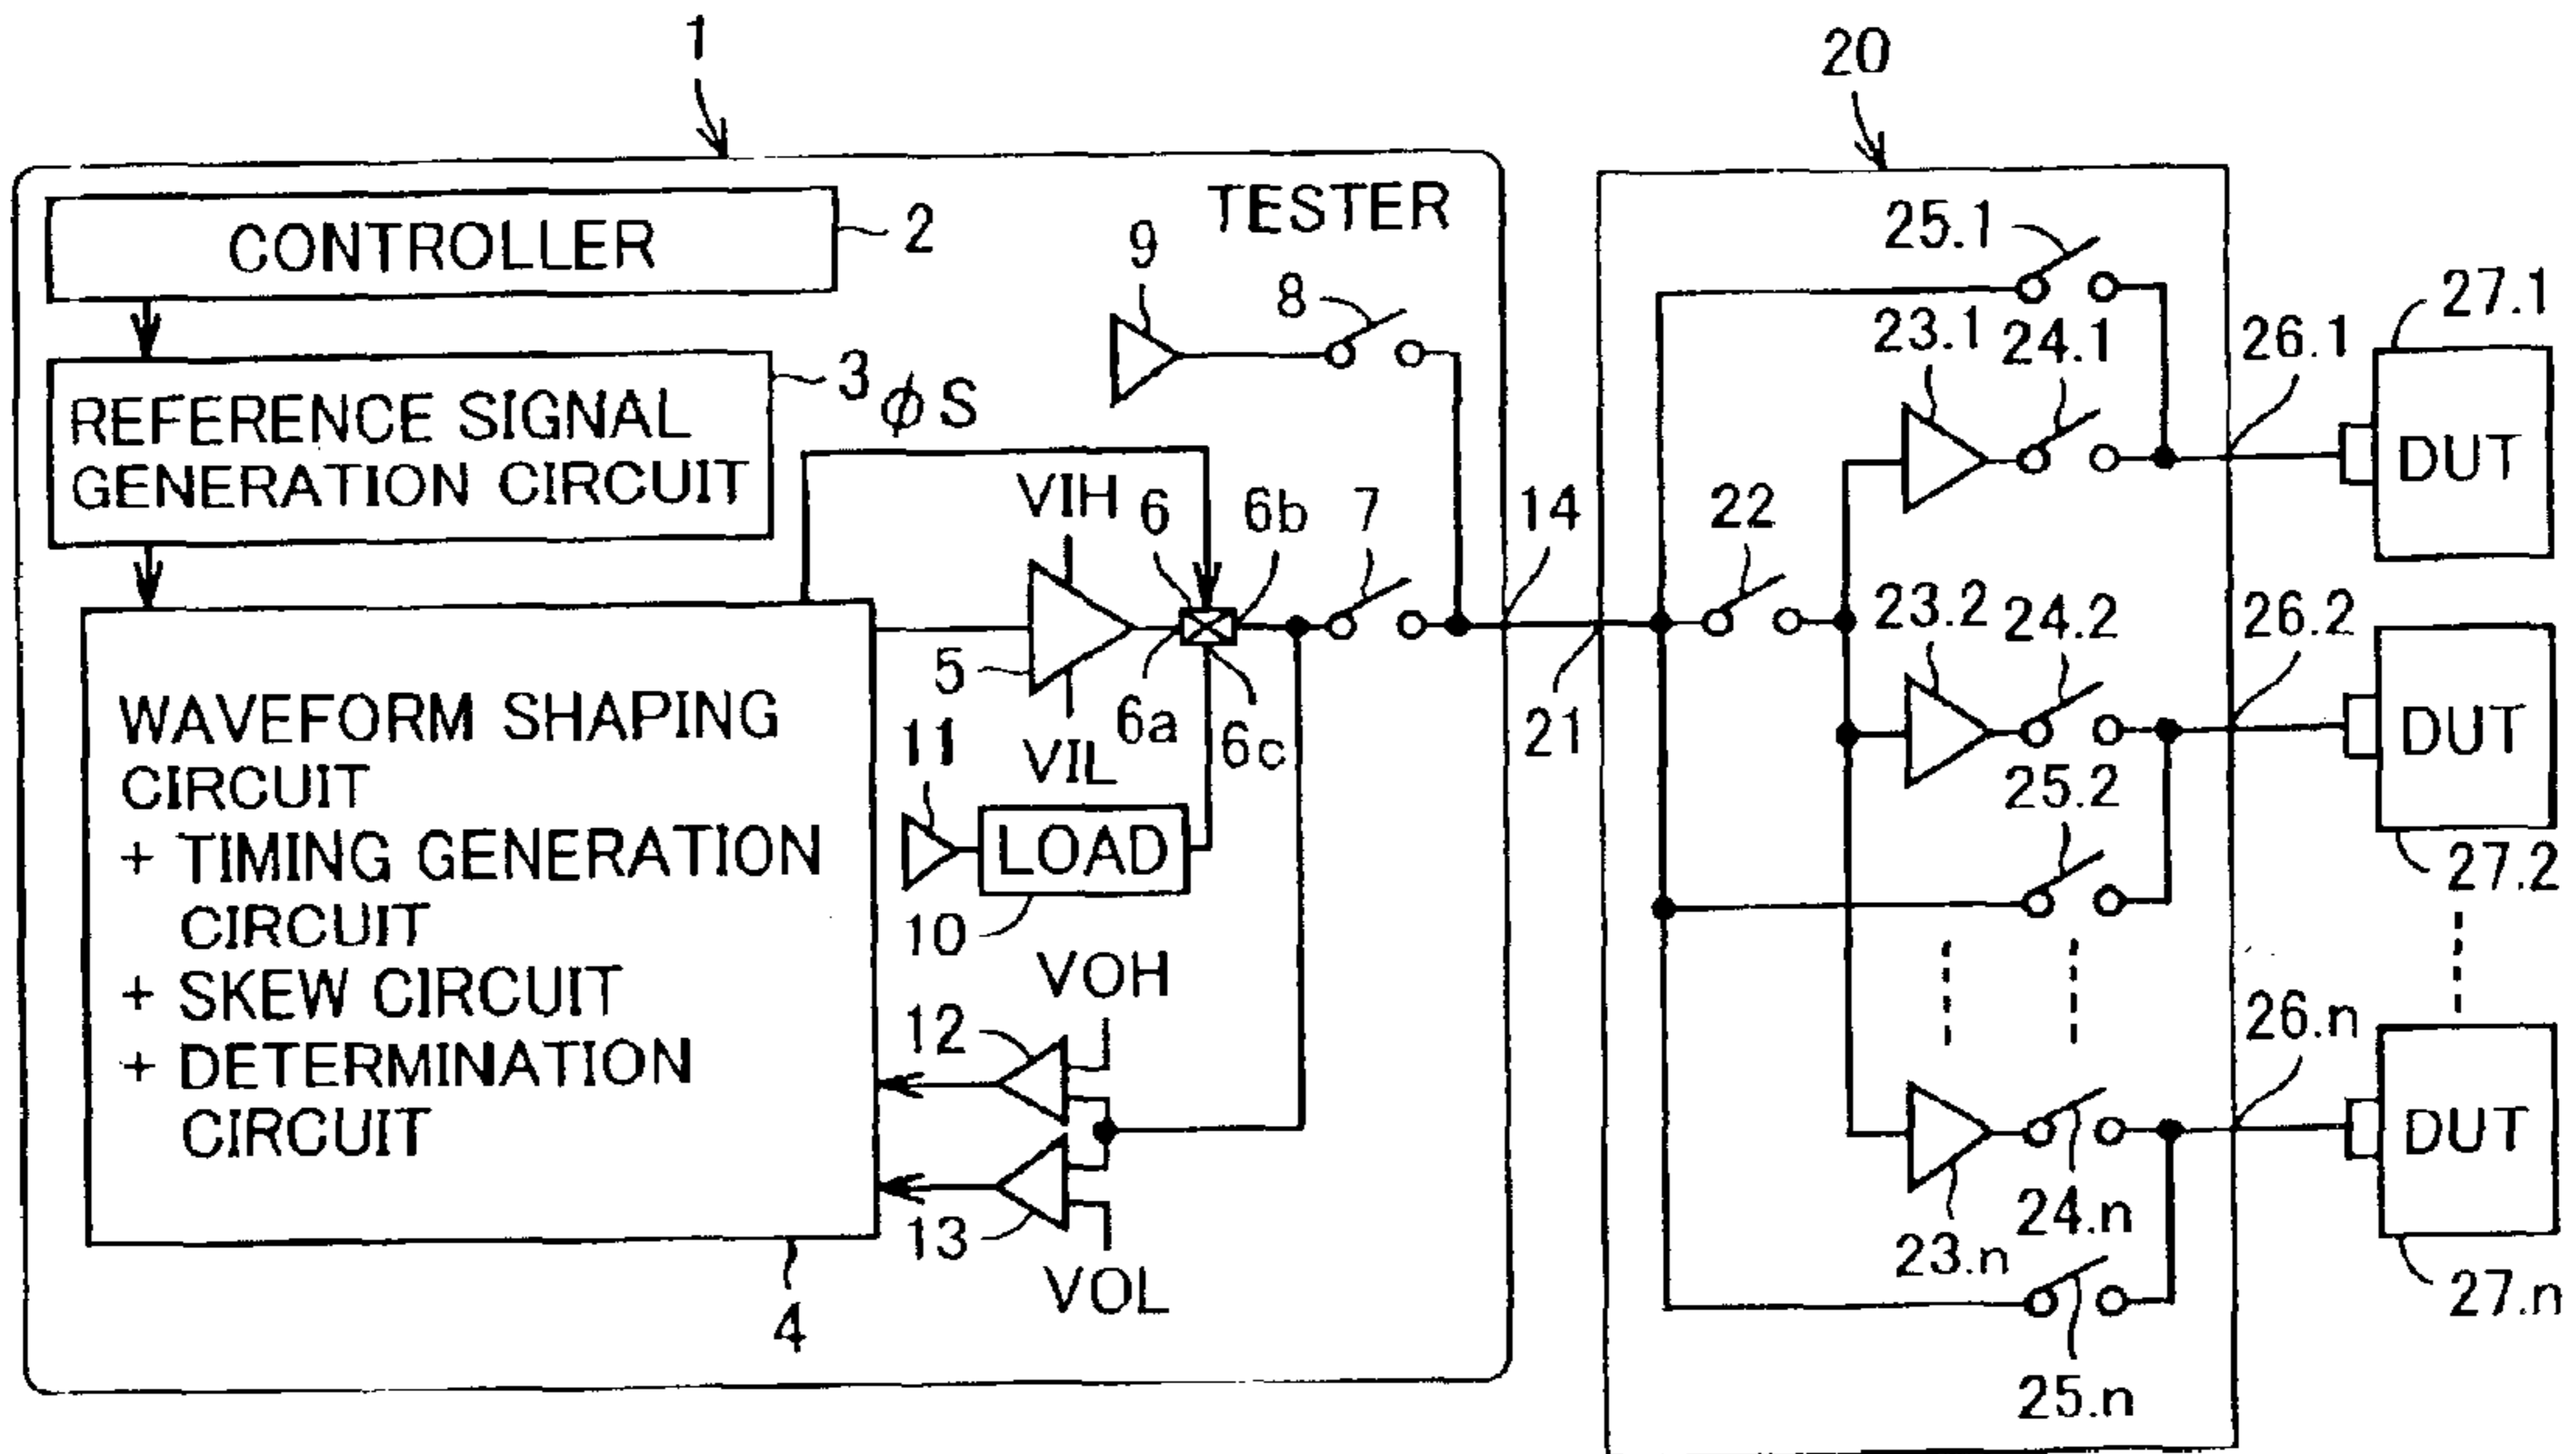 1
20
TESTER
CONTROLLER
2
9
8
25.1
27.1
3
φS
REFERENCE SIGNAL
GENERATION CIRCUIT
23.1
24.1
26.1
DUT
VIH
6
6b
7
14
22
5
6a
6c
VIL
21
23.2
24.2
26.2
DUT
25.2
27.2
WAVEFORM SHAPING
CIRCUIT
+ TIMING GENERATION
CIRCUIT
+ SKEW CIRCUIT
+ DETERMINATION
CIRCUIT
11
LOAD
10
VOH
12
13
VOL
4
26.n
DUT
23.n
24.n
27.n
25.n